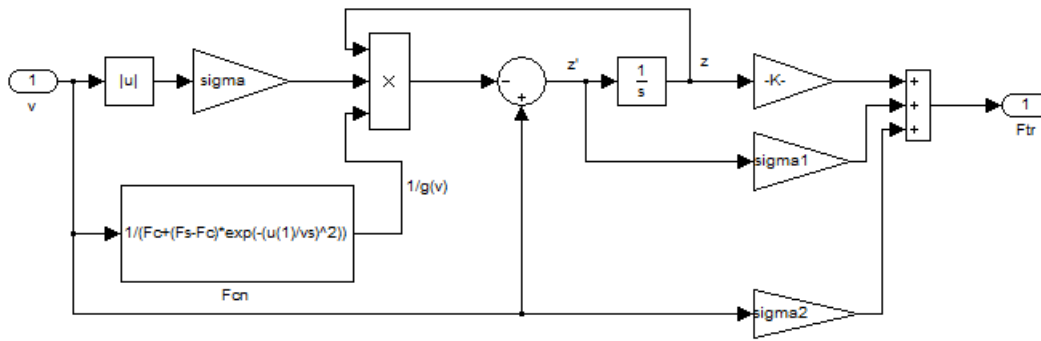 1
v
|u|
sigma
×
1/g(v)
1/(Fc+(Fs-Fc)*exp(-(u(1)/vs)^2))
Fcn
−
+
z'
1
s
z
-K-
sigma1
sigma2
+
+
+
1
Ftr